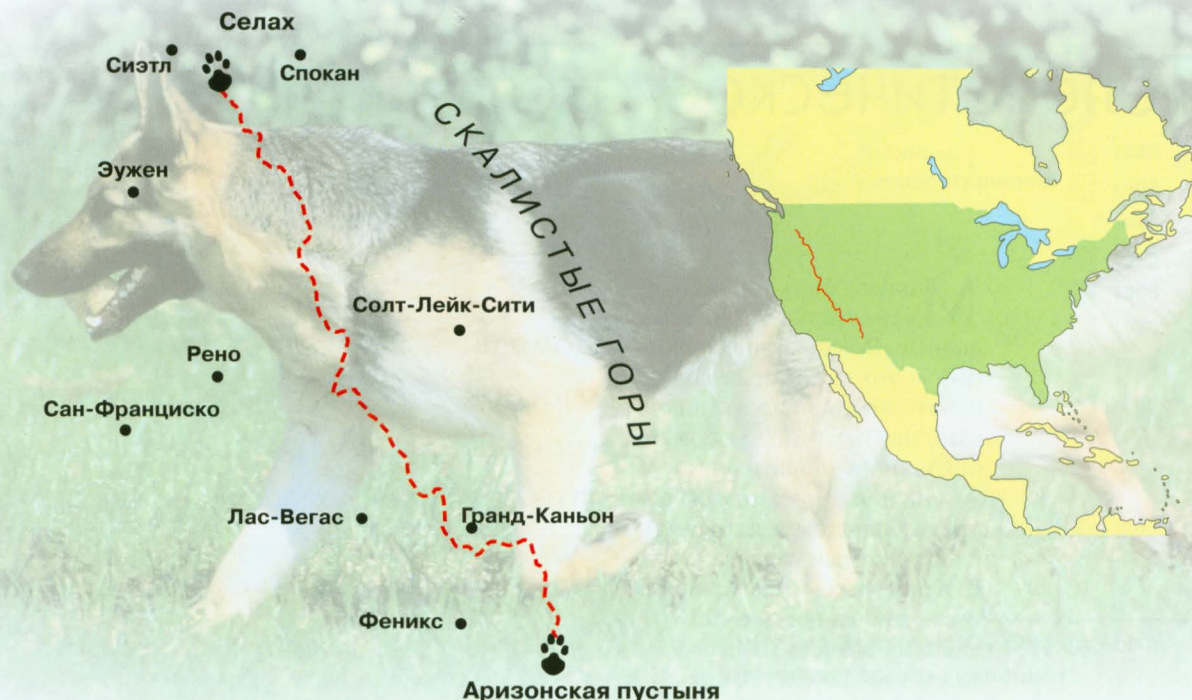 Селах
Сиэтл
Спокан
СКАЛИСТЫЕ ГОРЫ
Эужен
Солт-Лейк-Сити
Рено
Сан-Франциско
Лас-Вегас
Гранд-Каньон
Феникс
Аризонская пустыня